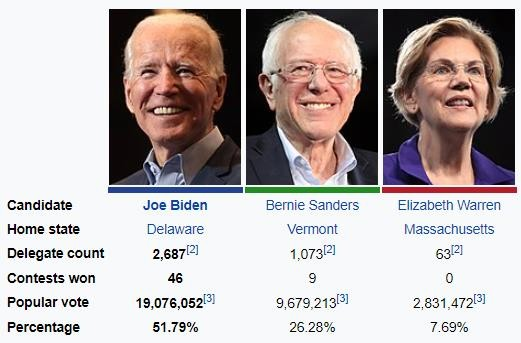 Candidate Joe Biden Bernie Sanders Elizabeth Warren
Home state Delaware Vermont Massachusetts
Delegate count 2,687[2] 1,073[2] 63[2]
Contests won 46 9 0
Popular vote 19,076,052[3] 9,679,213[3] 2,831,472[3]
Percentage 51.79% 26.28% 7.69%